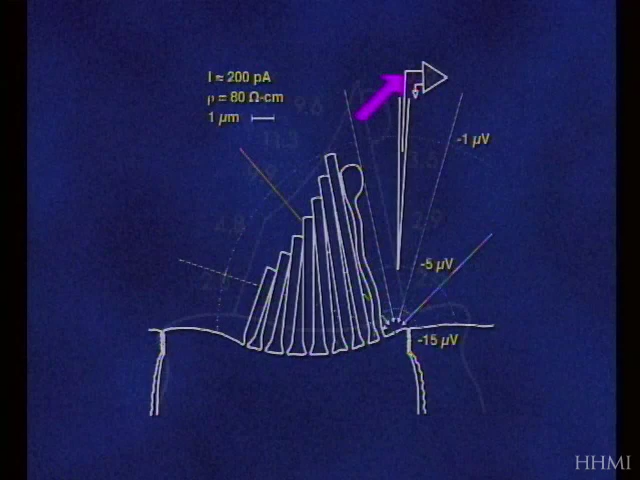 I ≈ 200 pA
ρ = 80 Ω-cm
1 µm
-1 µV
-5 µV
-15 µV
HHMI